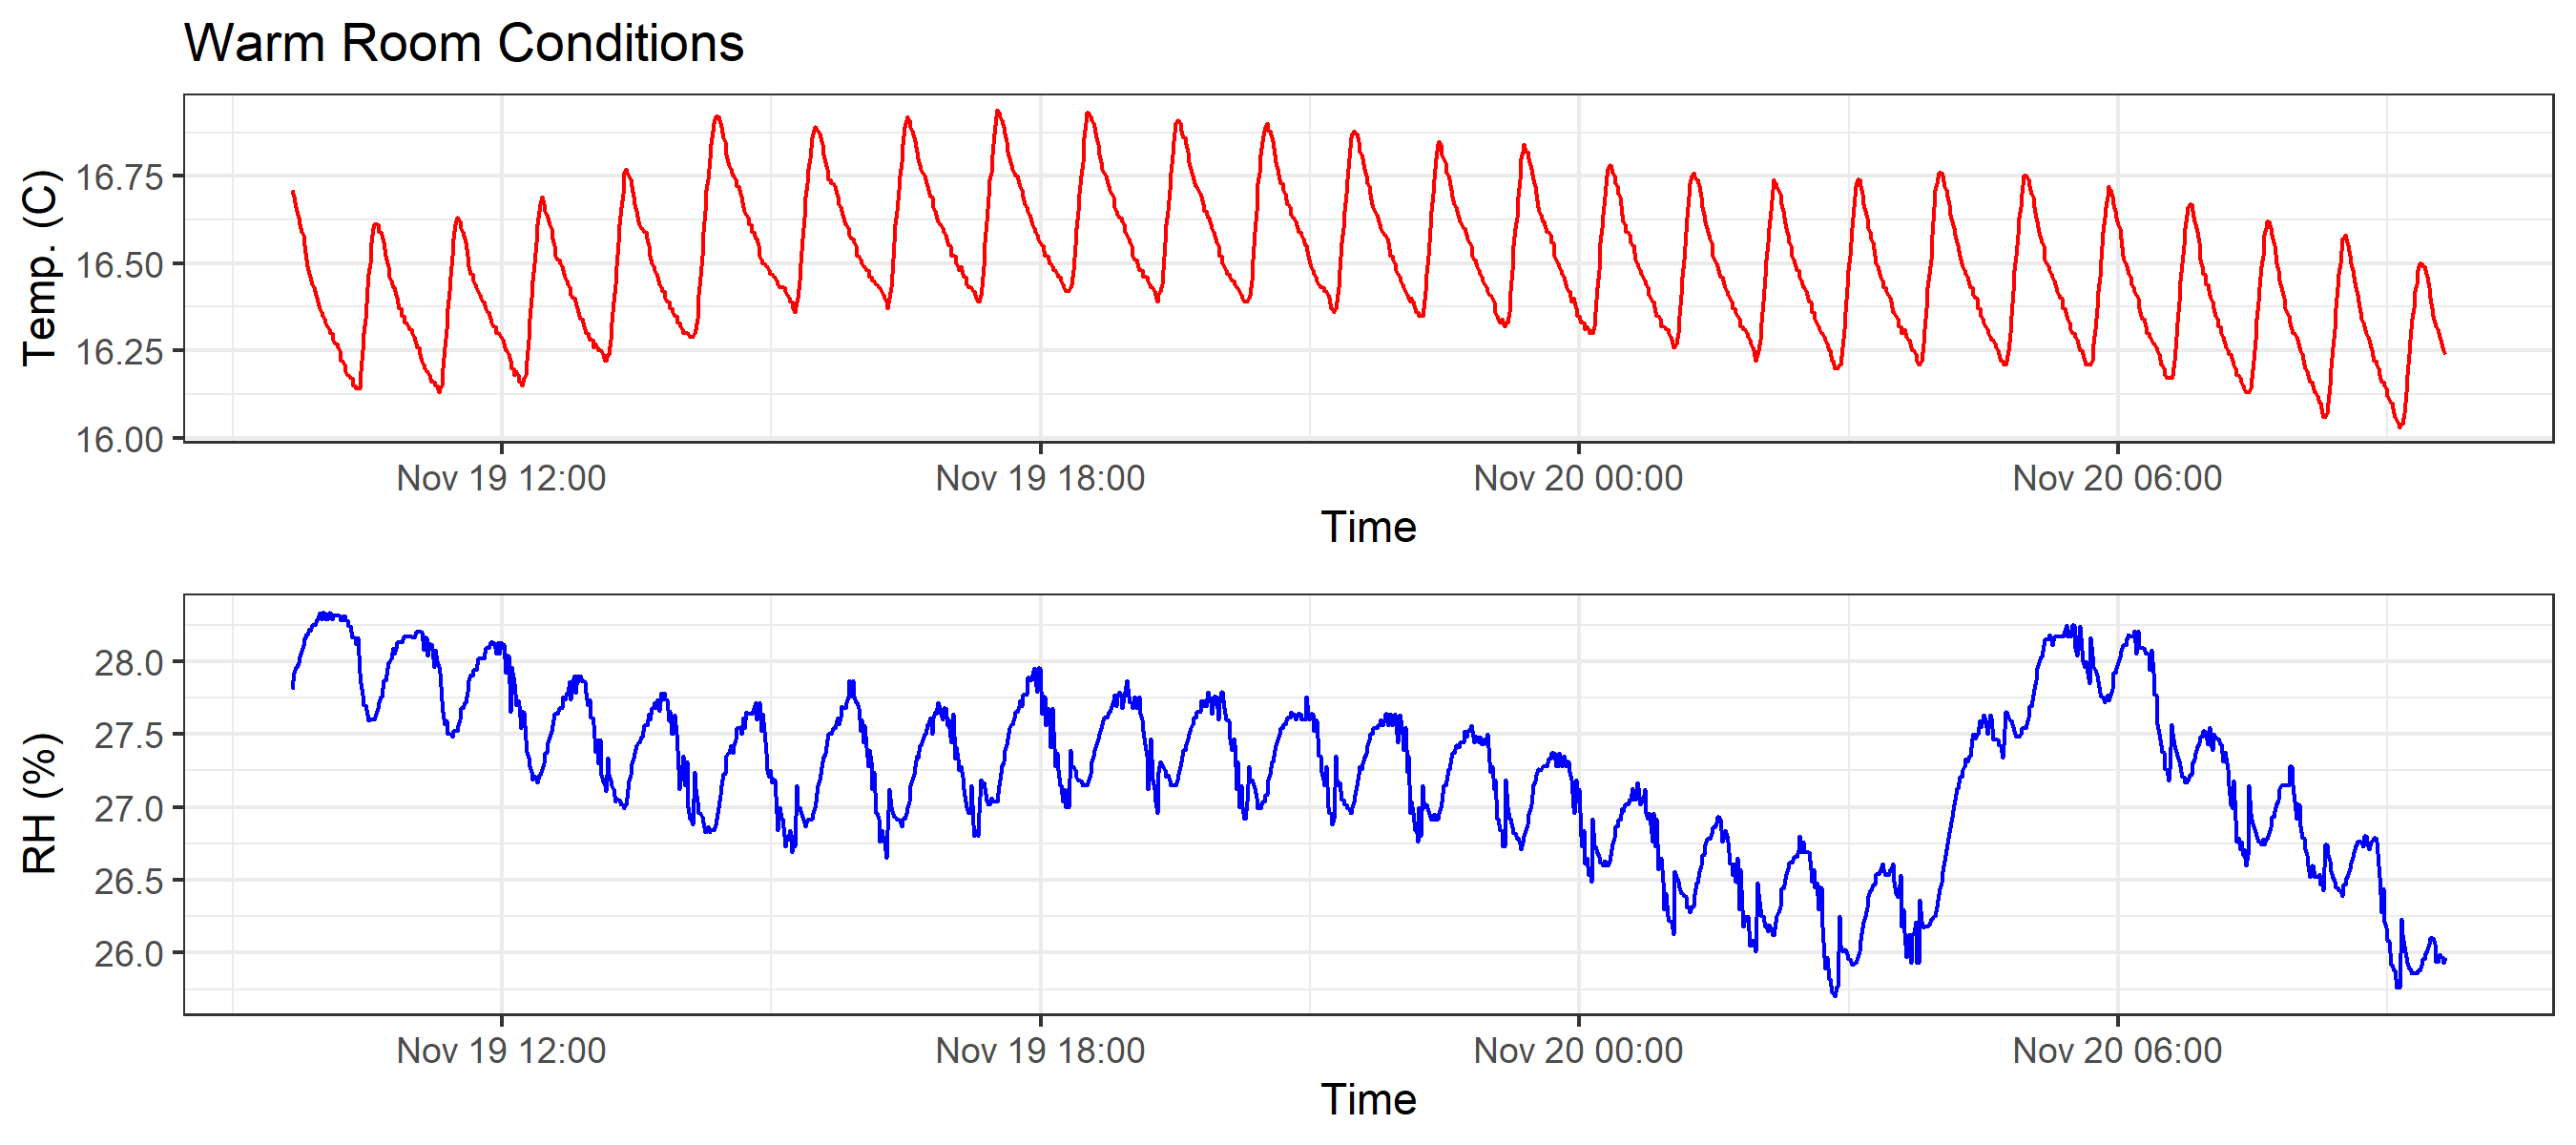 Warm Room Conditions
Temp. (C)
16.75
16.50
16.25
16.00
Nov 19 12:00 Nov 19 18:00 Nov 20 00:00 Nov 20 06:00
Time
RH (%)
28.0
27.5
27.0
26.5
26.0
Nov 19 12:00 Nov 19 18:00 Nov 20 00:00 Nov 20 06:00
Time